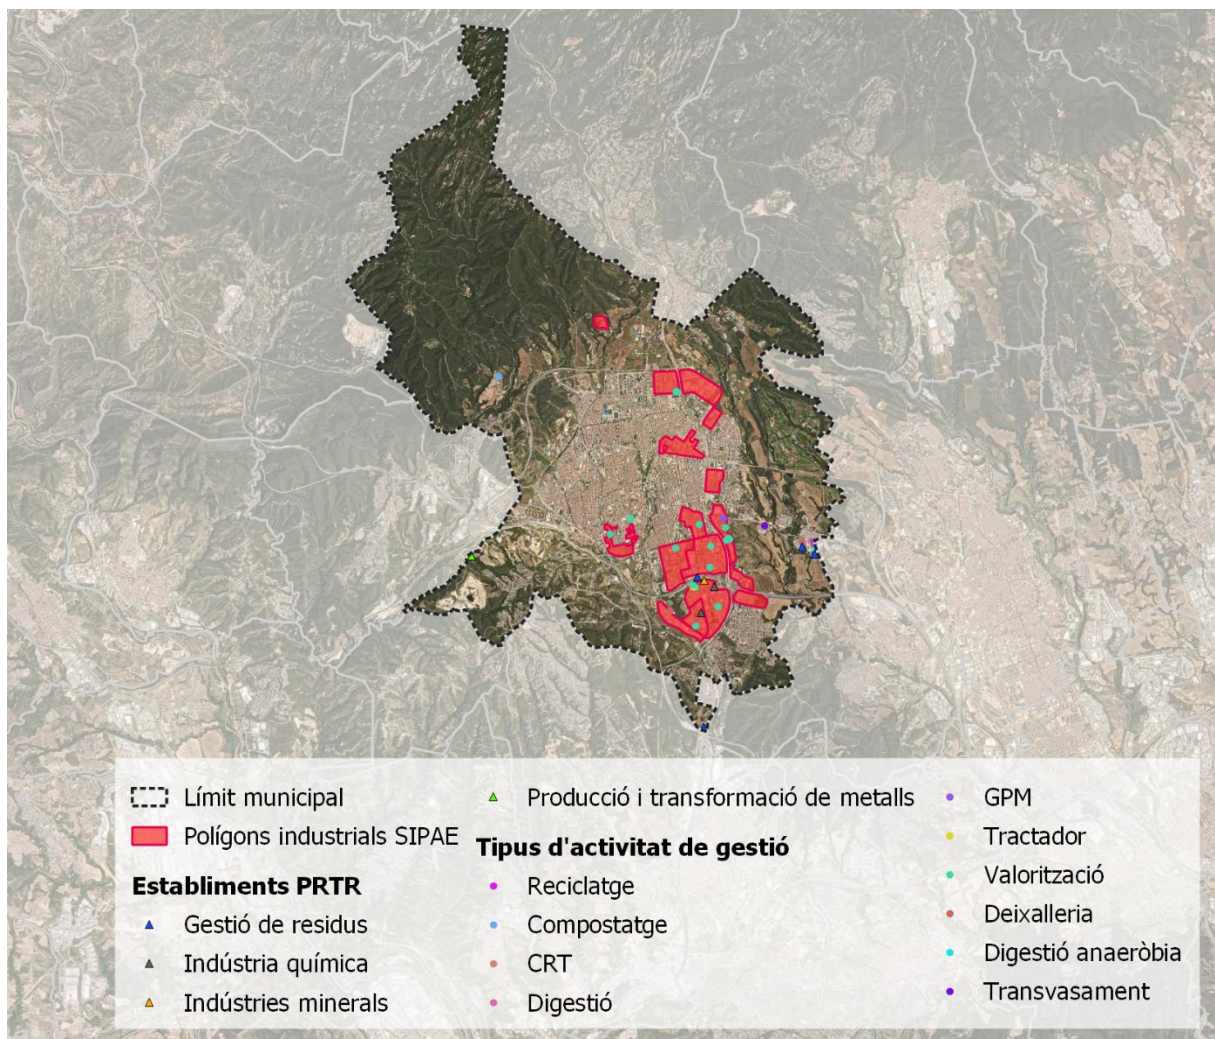 Límit municipal
Polígons industrials SIPAE
Establiments PRTR
Gestió de residus
Indústria química
Indústries minerals
Producció i transformació de metalls
Tipus d'activitat de gestió
Reciclatge
Compostatge
CRT
Digestió
GPM
Tractador
Valorització
Deixalleria
Digestió anaeròbia
Transvasament